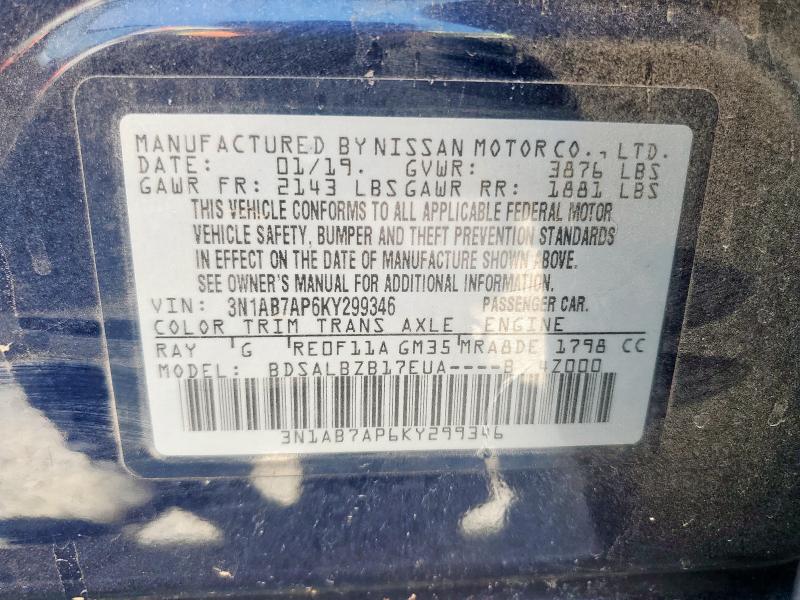 MANUFACTURED BY NISSAN MOTOR CO., LTD.
DATE: 01/19. GVWR: 3876 LBS
GAWR FR: 2143 LBS GAWR RR: 1881 LBS
THIS VEHICLE CONFORMS TO ALL APPLICABLE FEDERAL MOTOR
VEHICLE SAFETY, BUMPER AND THEFT PREVENTION STANDARDS
IN EFFECT ON THE DATE OF MANUFACTURE SHOWN ABOVE.
SEE OWNER'S MANUAL FOR ADDITIONAL INFORMATION.
VIN: 3N1AB7AP6KY299346 PASSENGER CAR.
COLOR TRIM TRANS AXLE ENGINE
RAY G RE0F11A GM35 MRA8DE 1798 CC
MODEL: BDSALBZB17EUA----
3N1AB7AP6KY299346